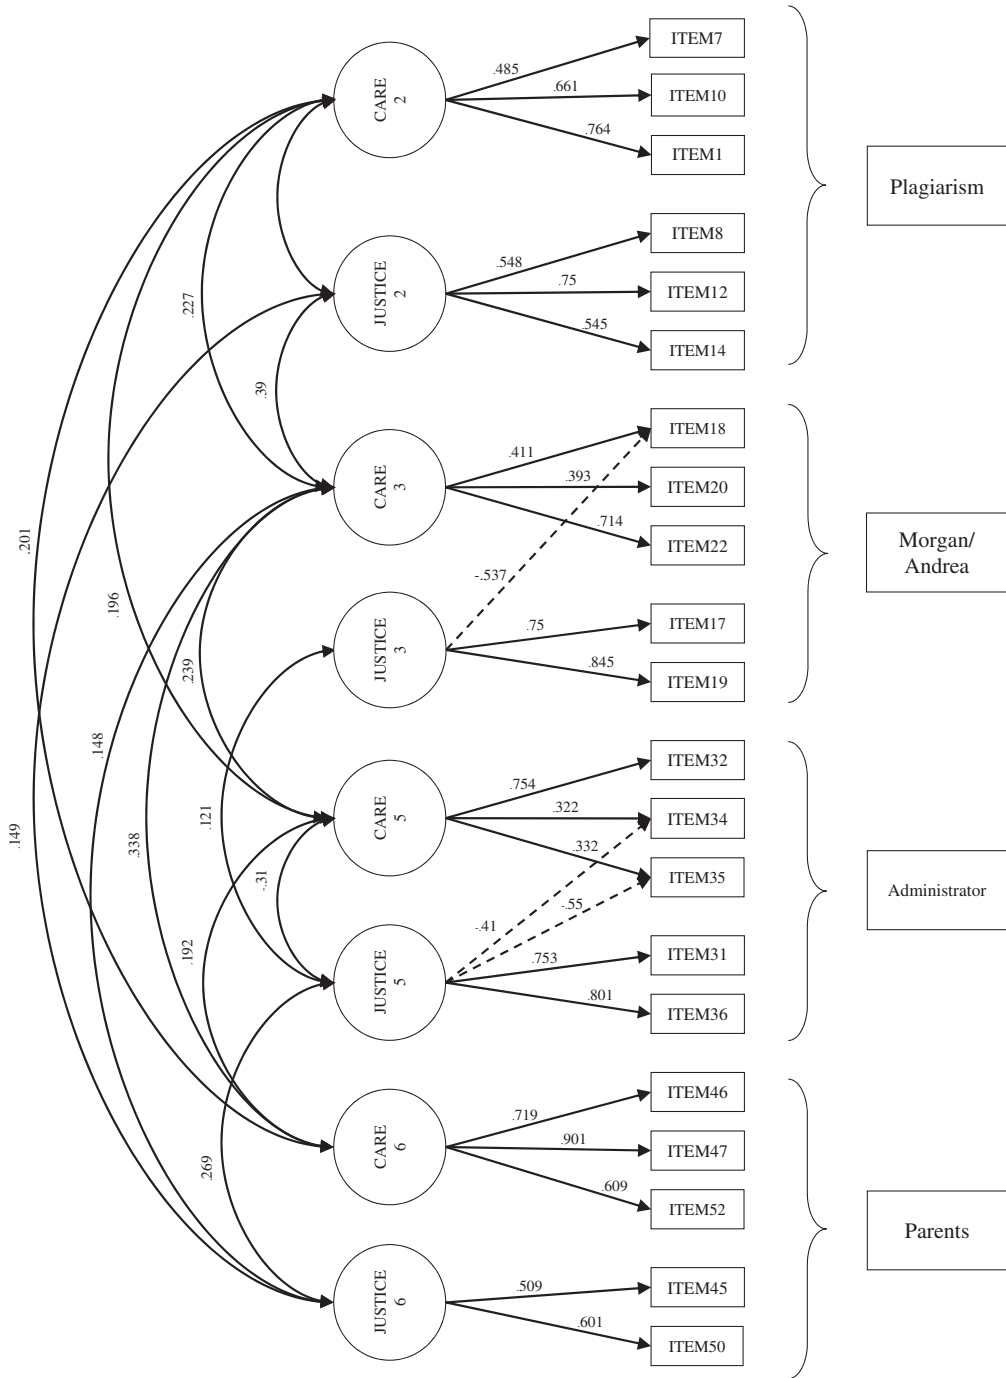 CARE
2
.485
.661
.764
ITEM7
ITEM10
ITEM1
JUSTICE
2
.548
.75
.545
ITEM8
ITEM12
ITEM14
Plagiarism
.227
.39
CARE
3
.411
.393
.714
ITEM18
ITEM20
ITEM22
-.537
JUSTICE
3
.75
.845
ITEM17
ITEM19
Morgan/
Andrea
.201
.196
.239
.148
.149
.338
.121
-.31
.192
CARE
5
.754
.322
.332
ITEM32
ITEM34
ITEM35
-.41
-.55
JUSTICE
5
.753
.801
ITEM31
ITEM36
Administrator
.269
CARE
6
.719
.901
.609
ITEM46
ITEM47
ITEM52
JUSTICE
6
.509
.601
ITEM45
ITEM50
Parents